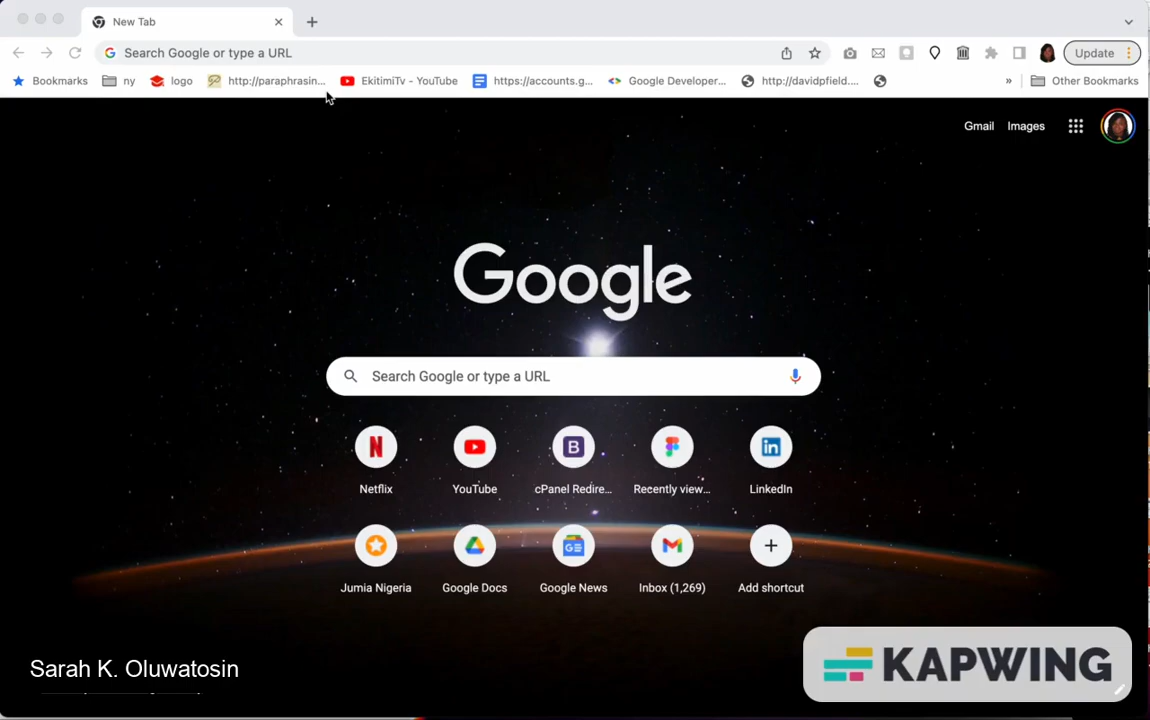 New Tab
Search Google or type a URL
Update
Bookmarks ny logo http://paraphrasin... EkitimiTv - YouTube https://accounts.g... Google Developer... http://davidpfield.... » Other Bookmarks
Gmail Images
Google
Search Google or type a URL
Netflix YouTube cPanel Redire... Recently view... LinkedIn
Jumia Nigeria Google Docs Google News Inbox (1,269) Add shortcut
Sarah K. Oluwatosin
KAPWING